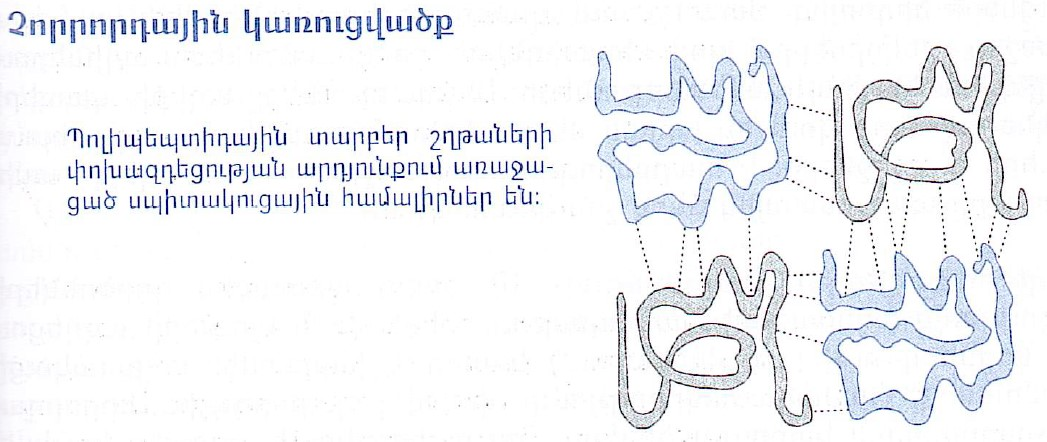 Չորրորդային կառուցվածք
Պոլիպեպտիդային տարբեր շղթաների
փոխազդեցության արդյունքում առաջա-
ցած սպիտակուցային համալիրներ են: